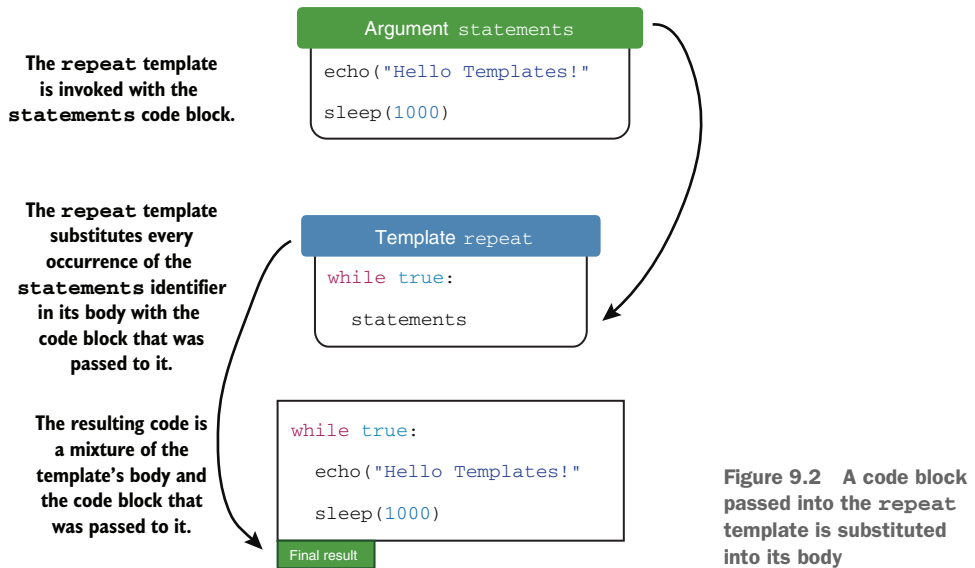 The repeat template
is invoked with the
statements code block.
Argument statements
echo("Hello Templates!"
sleep(1000)
The repeat template
substitutes every
occurrence of the
statements identifier
in its body with the
code block that was
passed to it.
Template repeat
while true:
statements
The resulting code is
a mixture of the
template's body and
the code block that
was passed to it.
while true:
echo("Hello Templates!"
sleep(1000)
Final result
Figure 9.2 A code block
passed into the repeat
template is substituted
into its body